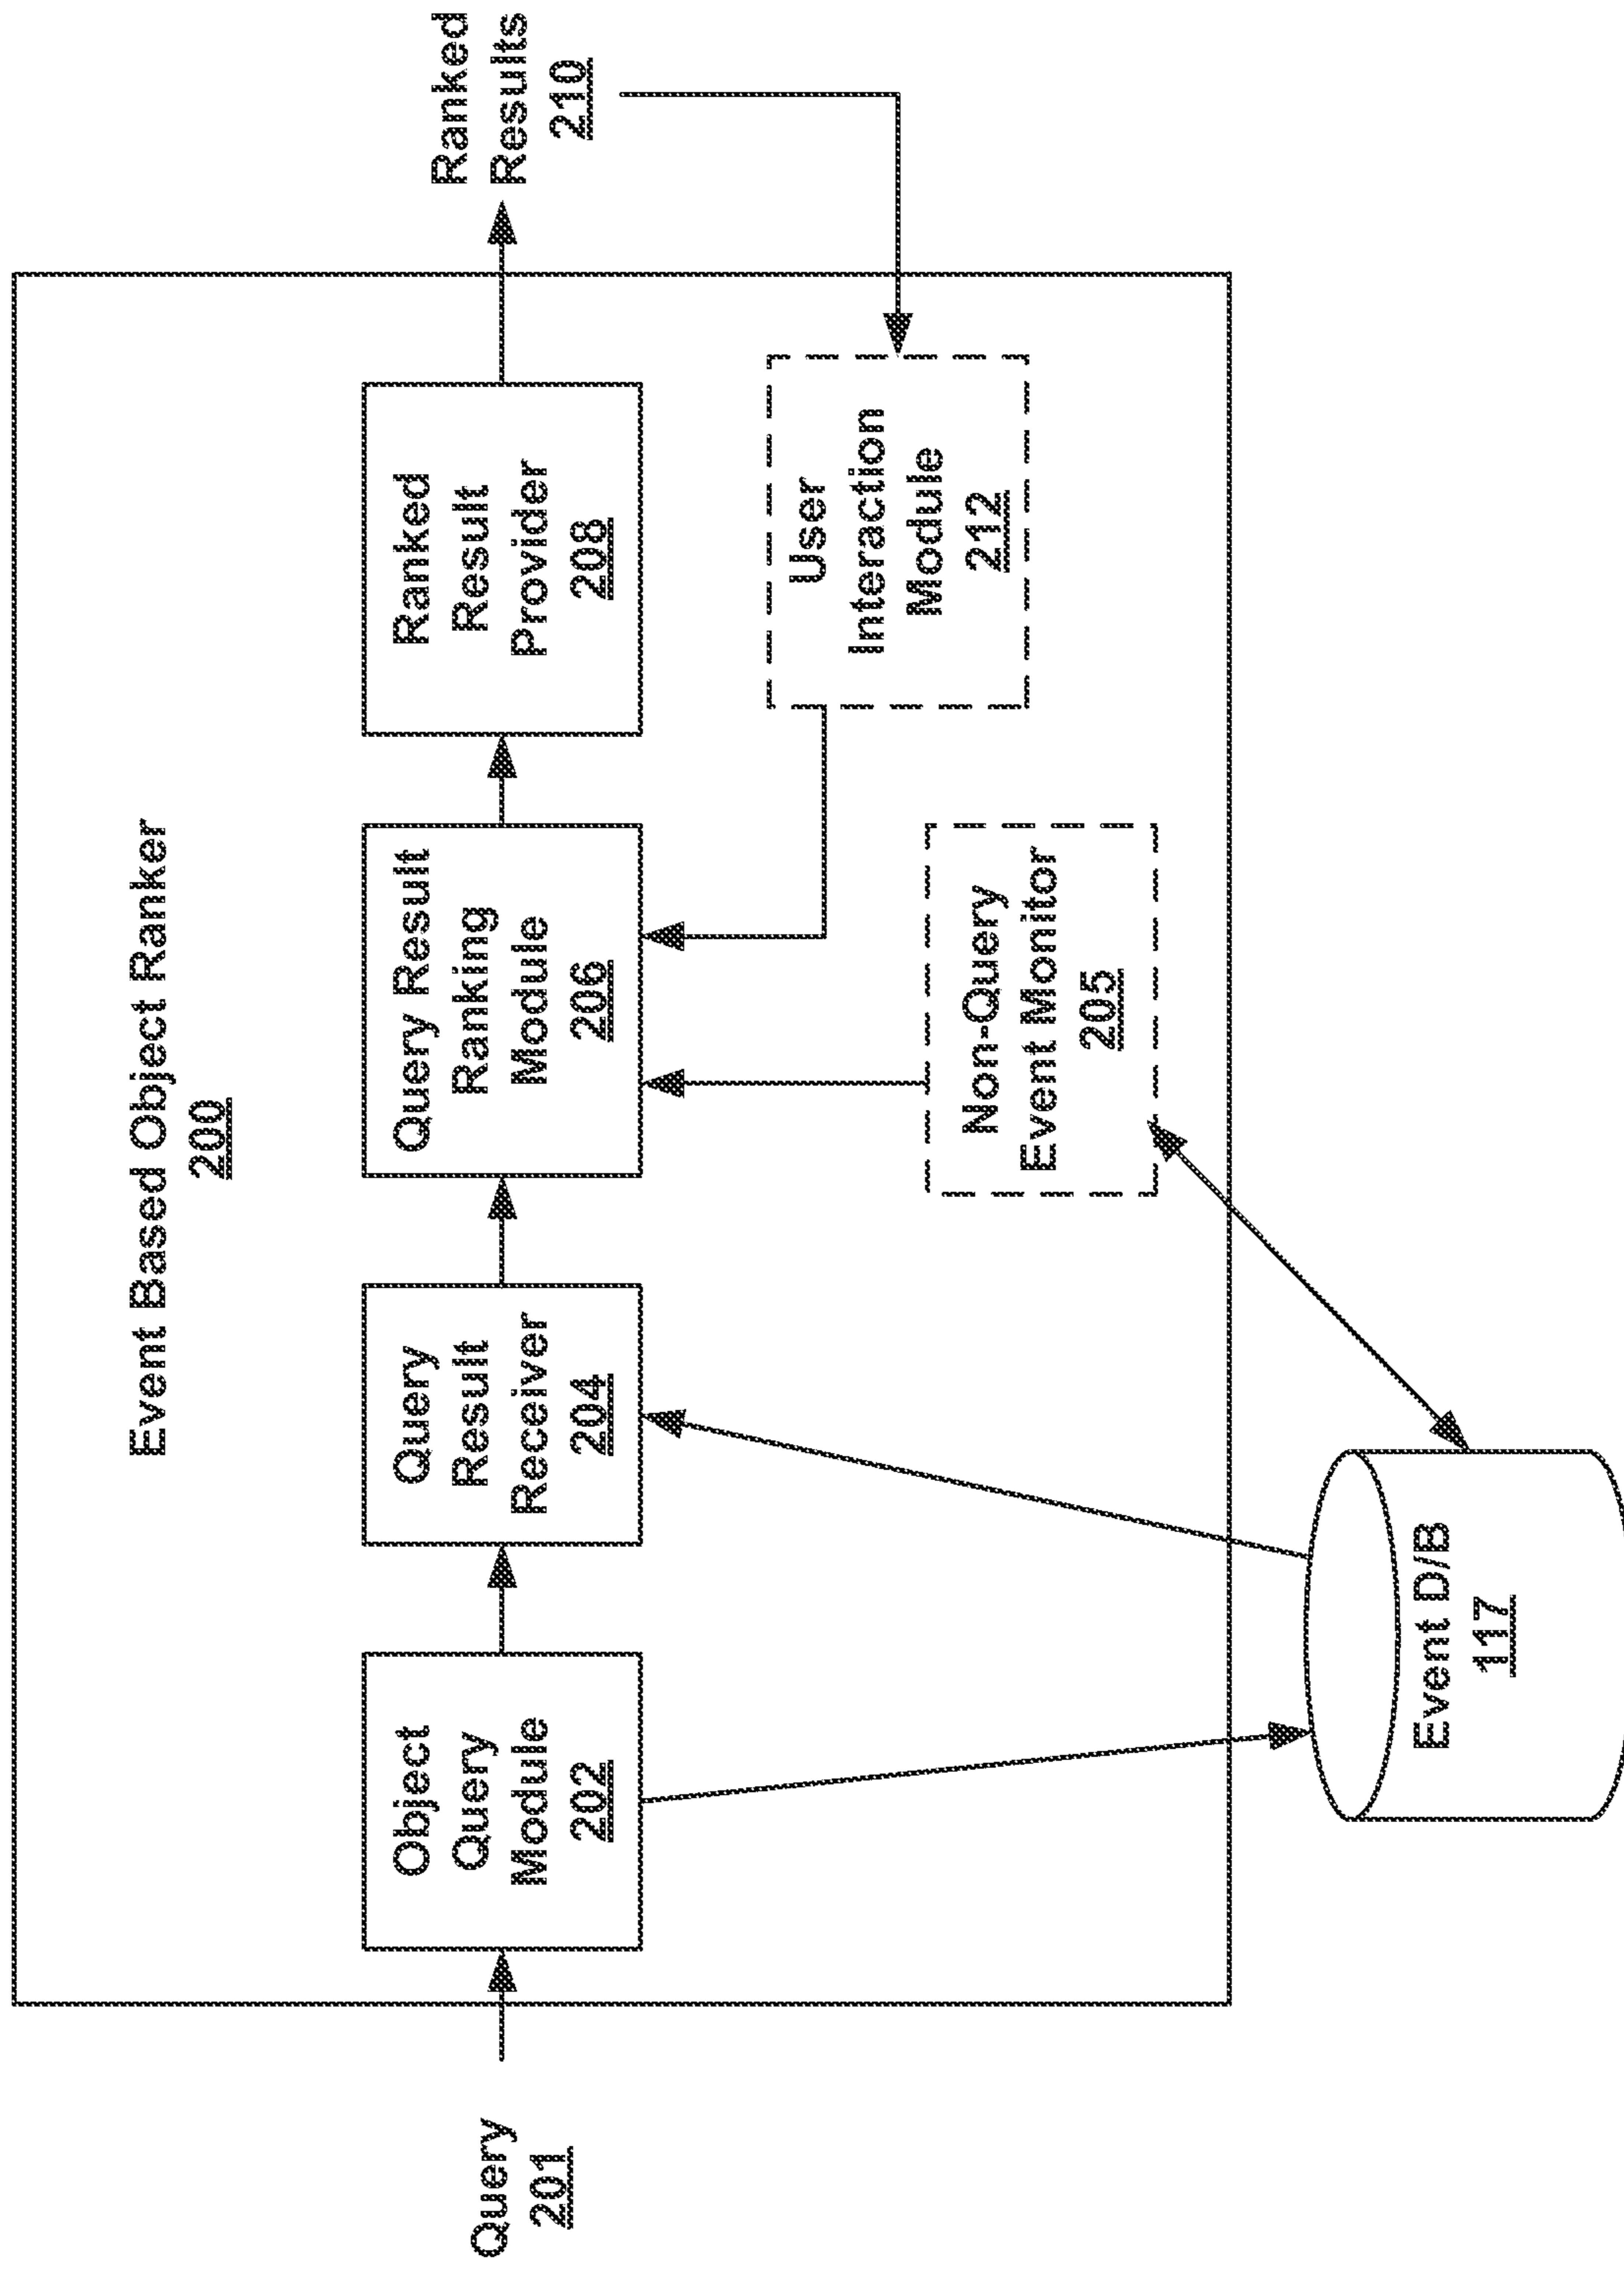 Event Based Object Ranker
200
Query
201
Object
Query
Module
202
Query
Result
Receiver
204
Query Result
Ranking
Module
206
Ranked
Result
Provider
208
Ranked
Results
210
User
Interaction
Module
212
Non-Query
Event Monitor
205
Event D/B
117